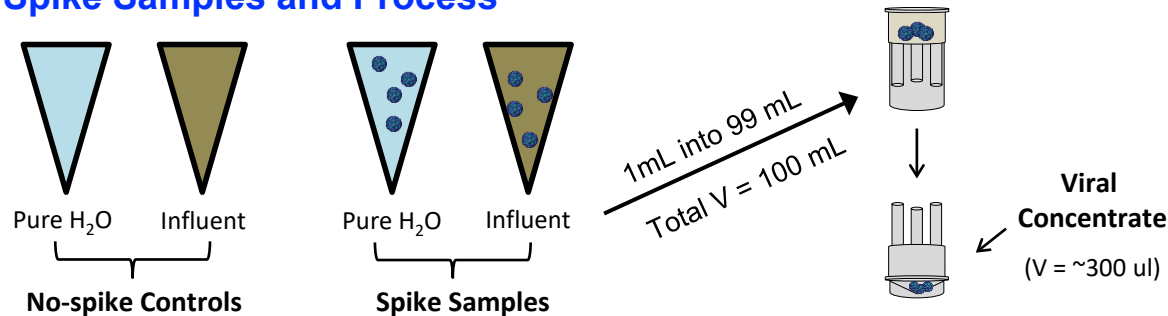 Spike Samples and Process
Pure H₂O
Influent
No-spike Controls
Pure H₂O
Influent
Spike Samples
1mL into 99 mL
Total V = 100 mL
Viral
Concentrate
(V = ~300 ul)